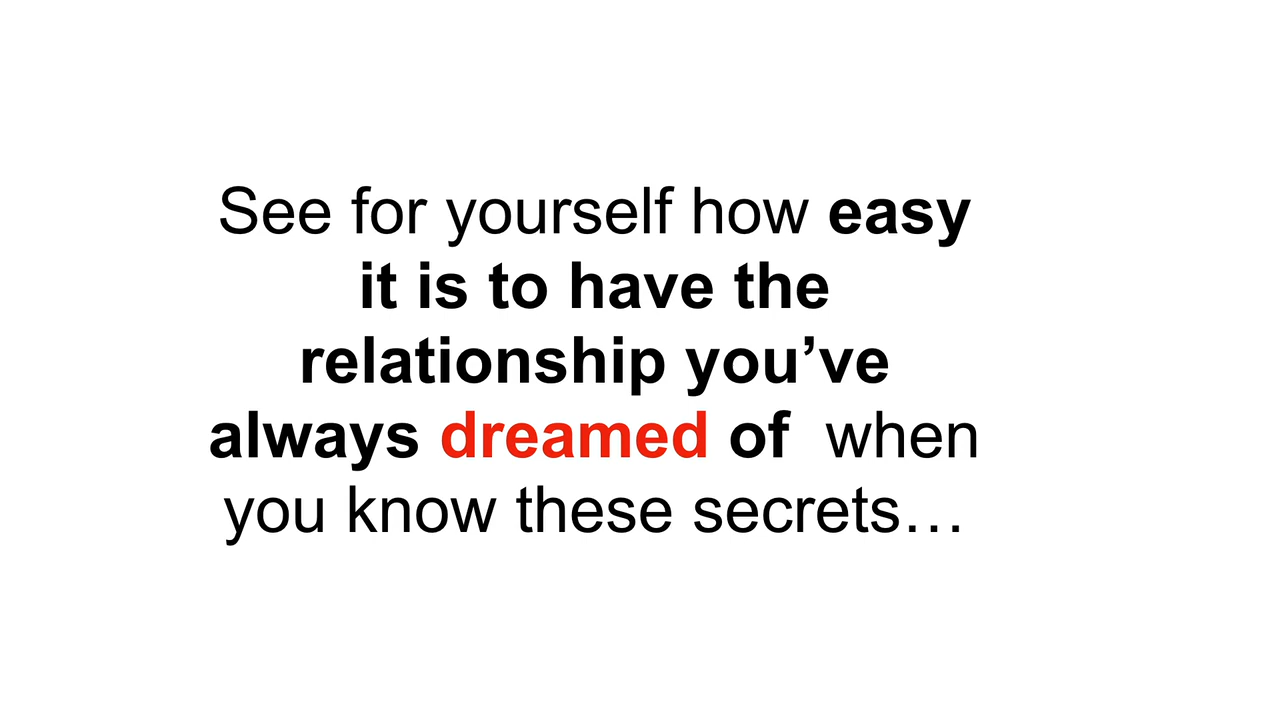 See for yourself how easy
it is to have the
relationship you’ve
always dreamed of  when
you know these secrets…